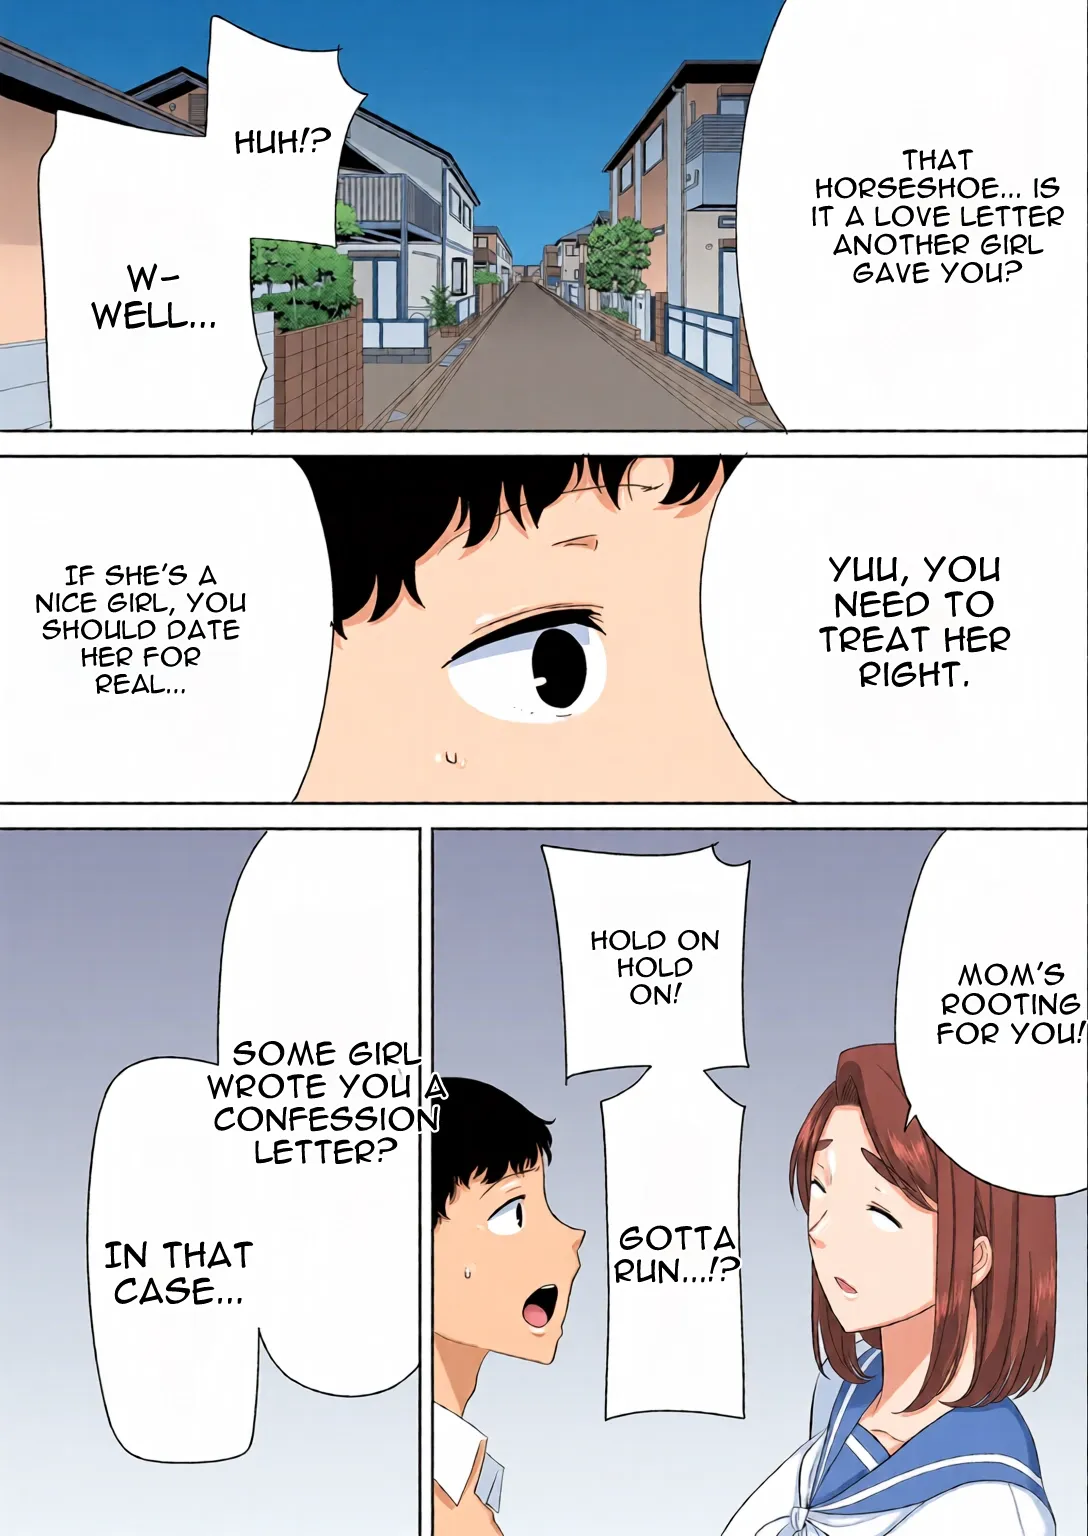 THAT
HORSESHOE... IS
IT A LOVE LETTER
ANOTHER GIRL
GAVE YOU?
HUH!?
W-
WELL...
YUU, YOU
NEED TO
TREAT HER
RIGHT.
IF SHE'S A
NICE GIRL, YOU
SHOULD DATE
HER FOR
REAL...
MOM'S
ROOTING
FOR YOU!
HOLD ON
HOLD
ON!
GOTTA
RUN...!?
SOME GIRL
WROTE YOU A
CONFESSION
LETTER?
IN THAT
CASE...